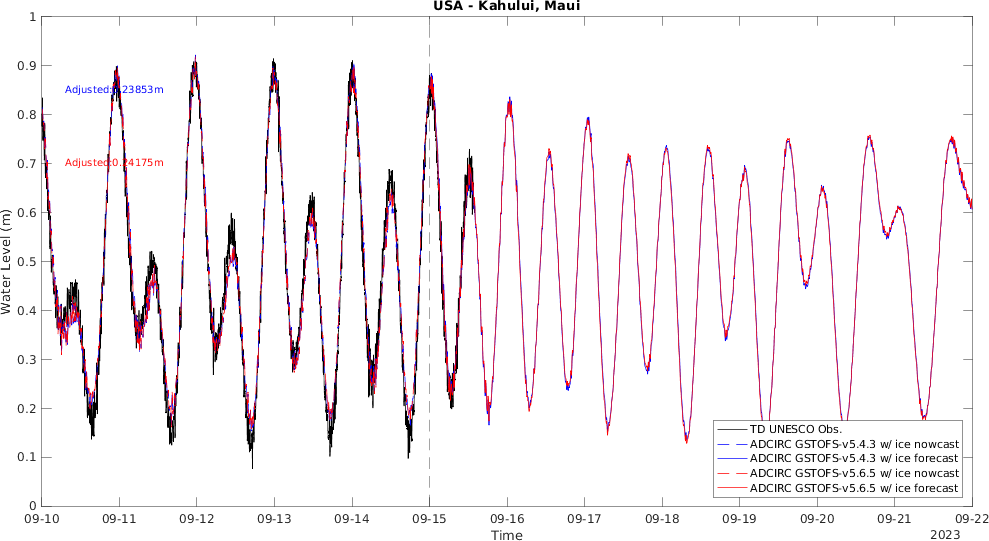 USA - Kahului, Maui
1
0.9
0.8
0.7
0.6
0.5
0.4
0.3
0.2
0.1
0
Water Level (m)
Adjusted:0.23853m
Adjusted:0.24175m
TD UNESCO Obs.
ADCIRC GSTOFS-v5.4.3 w/ ice nowcast
ADCIRC GSTOFS-v5.4.3 w/ ice forecast
ADCIRC GSTOFS-v5.6.5 w/ ice nowcast
ADCIRC GSTOFS-v5.6.5 w/ ice forecast
09-10 09-11 09-12 09-13 09-14 09-15 09-16 09-17 09-18 09-19 09-20 09-21 09-22
Time
2023